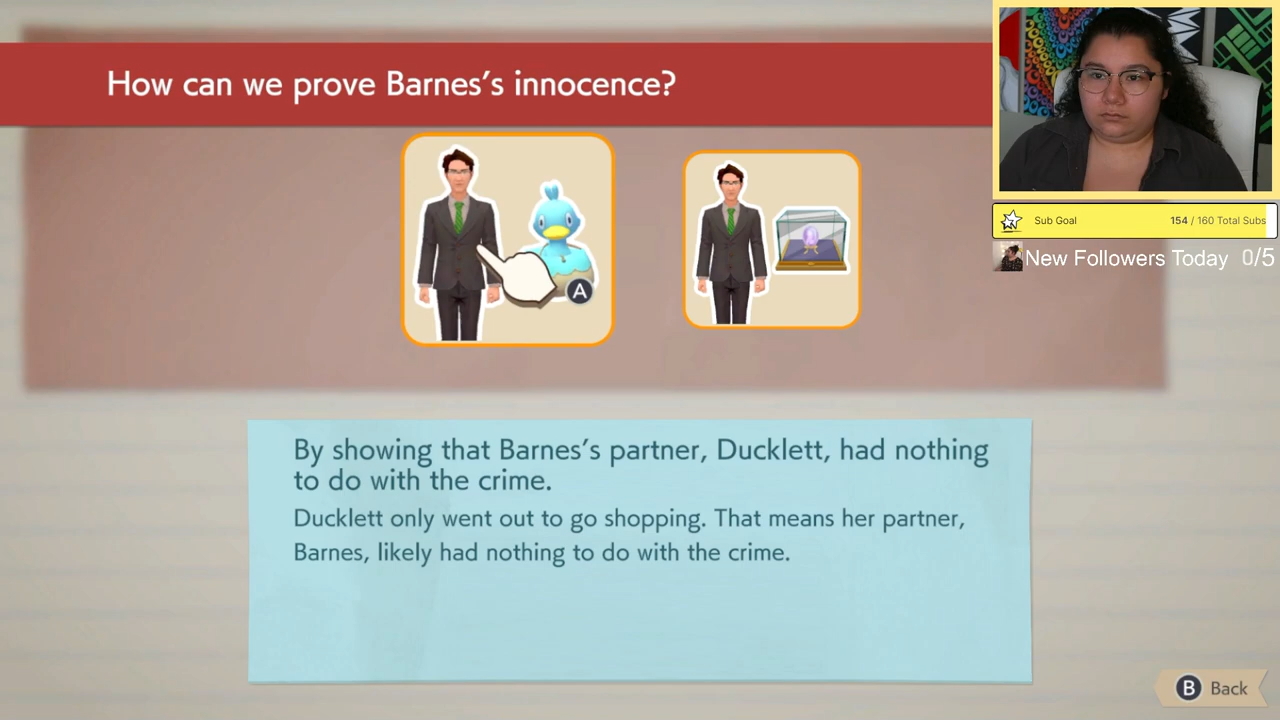 How can we prove Barnes's innocence?
A
Sub Goal 154 / 160 Total Subs
New Followers Today 0/5
By showing that Barnes's partner, Ducklett, had nothing
to do with the crime.
Ducklett only went out to go shopping. That means her partner,
Barnes, likely had nothing to do with the crime.
B Back